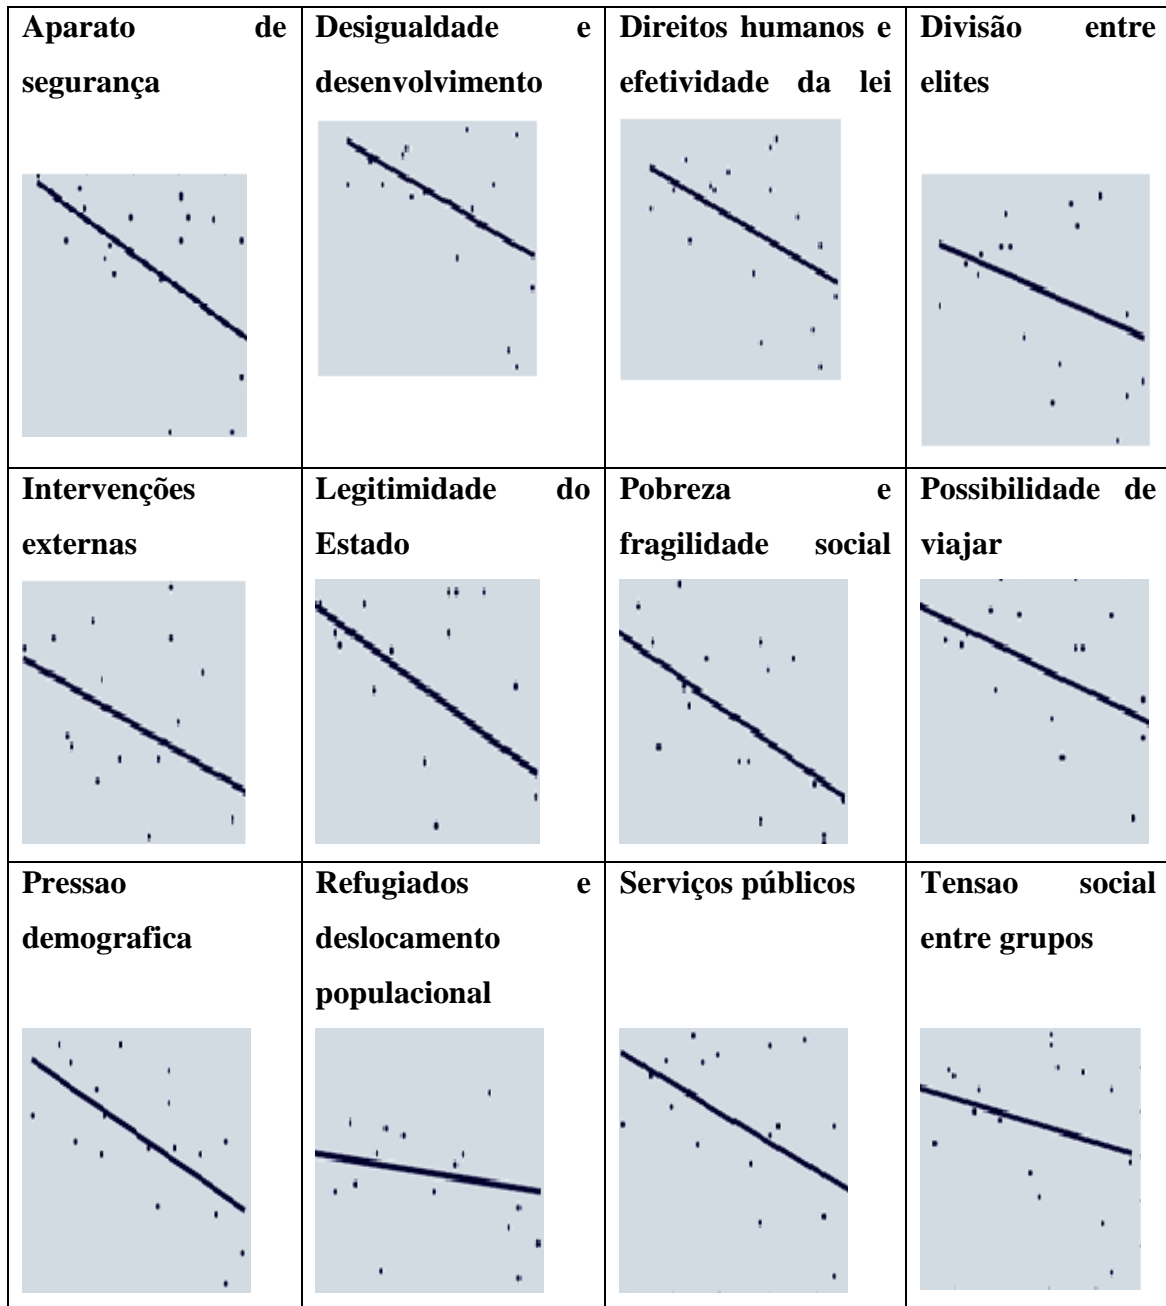 Aparato de
segurança
Desigualdade e
desenvolvimento
Direitos humanos e
efetividade da lei
Divisão entre
elites
Intervenções
externas
Legitimidade do
Estado
Pobreza e
fragilidade social
Possibilidade de
viajar
Pressao
demografica
Refugiados e
deslocamento
populacional
Serviços públicos
Tensao social
entre grupos